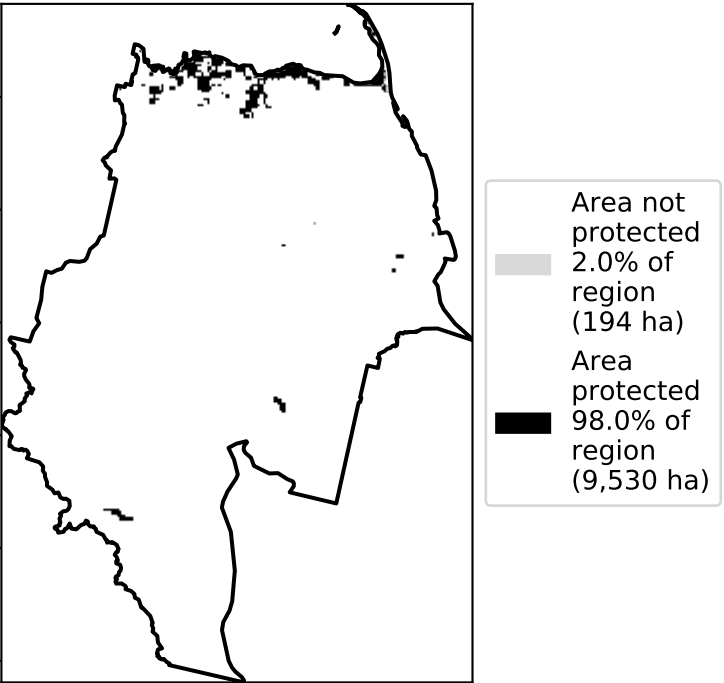 Area not
protected
2.0% of
region
(194 ha)
Area
protected
98.0% of
region
(9,530 ha)